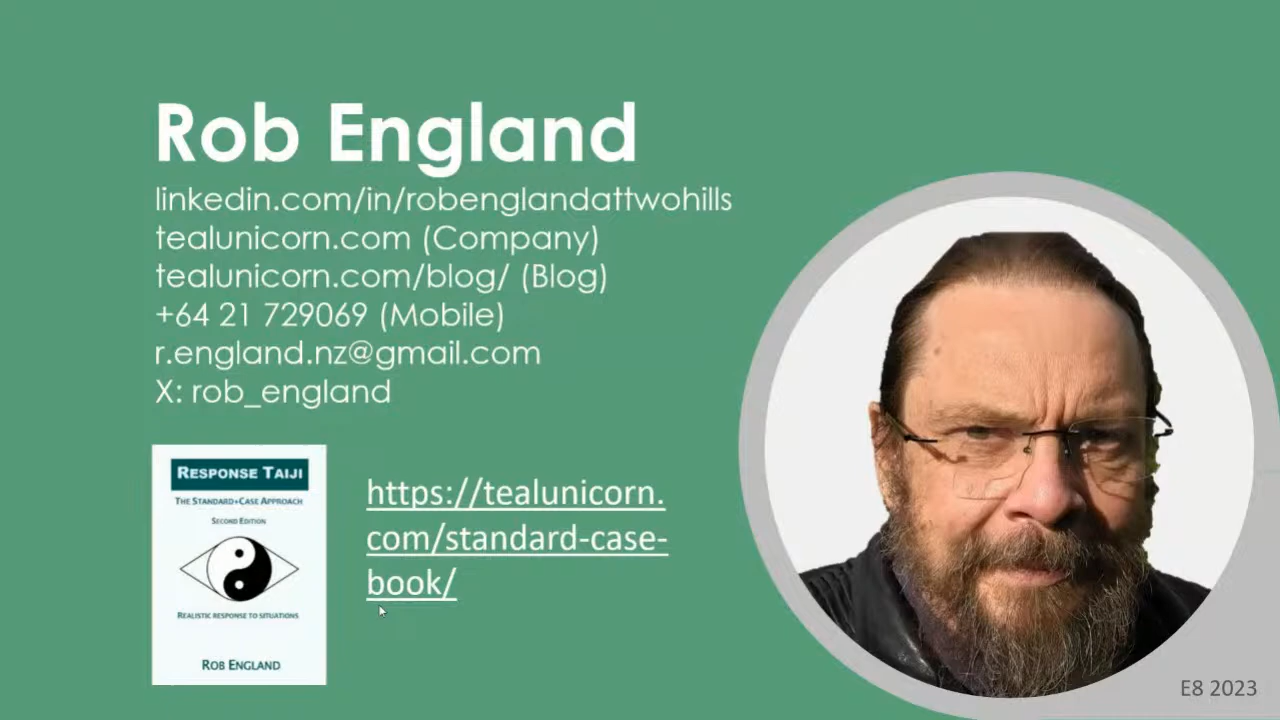 Rob England
linkedin.com/in/robenglandattwohills
tealunicorn.com (Company)
tealunicorn.com/blog/ (Blog)
+64 21 729069 (Mobile)
r.england.nz@gmail.com
X: rob_england
RESPONSE TAIJI
THE STANDARD+CASE APPROACH
SECOND EDITION
REALISTIC RESPONSE TO SITUATIONS
ROB ENGLAND
https://tealunicorn.
com/standard-case-
book/
E8 2023